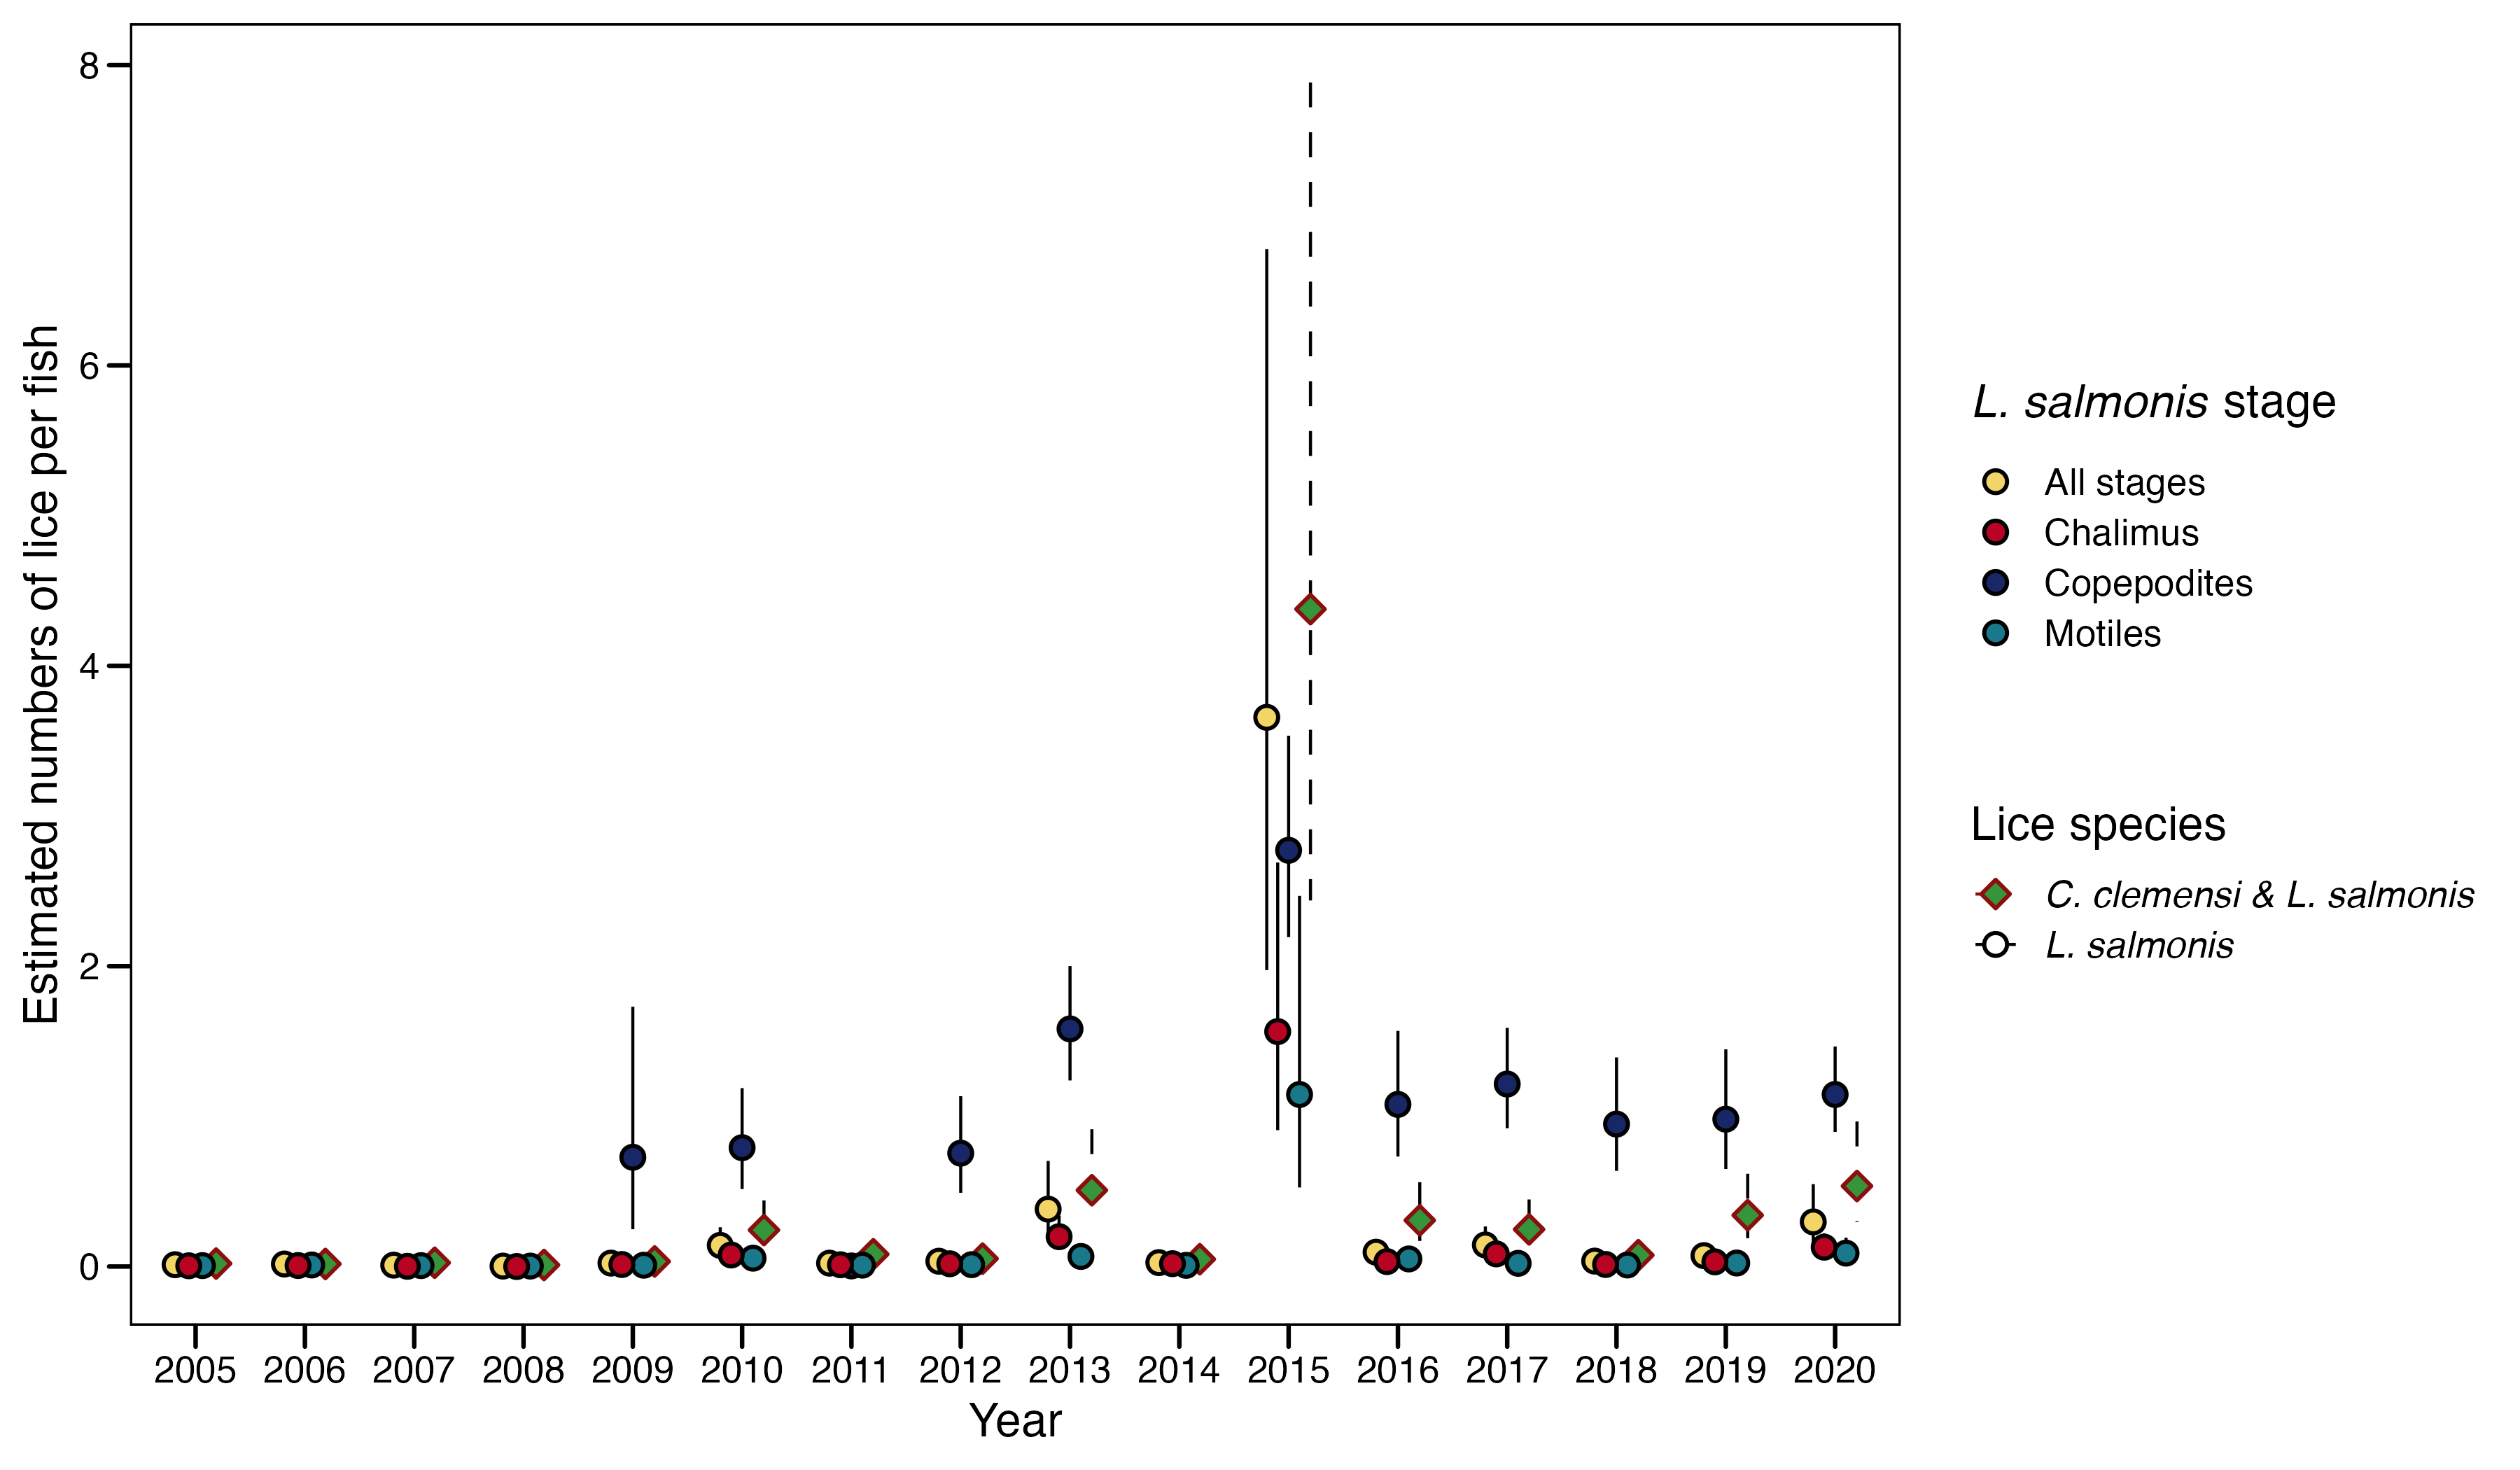 8
6
4
2
0
Estimated numbers of lice per fish
2005 2006 2007 2008 2009 2010 2011 2012 2013 2014 2015 2016 2017 2018 2019 2020
Year
L. salmonis stage
All stages
Chalimus
Copepodites
Motiles
Lice species
C. clemensi & L. salmonis
L. salmonis